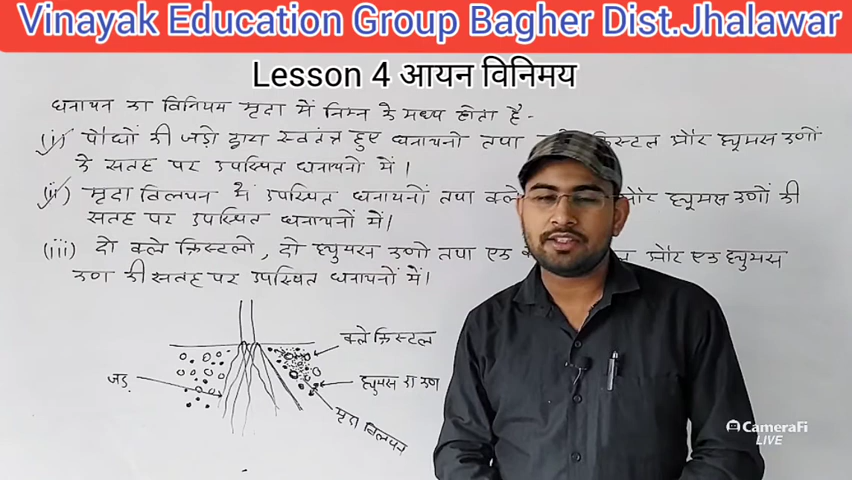 Vinayak Education Group Bagher Dist.Jhalawar
Lesson 4 आयन विनिमय
धनायन का विनियम मृदा में निम्न के मध्य होता है -
(i) पौधों की जड़ो द्वारा स्वतंत्र हुए धनायनो तथा क्रिस्टल और ह्यूमस कणों
के सतह पर उपस्थित धनायनों में।
(ii) मृदा विलयन में उपस्थित धनायनों तथा क्ले और ह्यूमस कणों की
सतह पर उपस्थित धनायनों में।
(iii) दो क्ले क्रिस्टलो, दो ह्युमस कणो तथा एक और एक ह्युमस
कण की सतह पर उपस्थित धनायनों में।
क्ले क्रिस्टल
जड़
ह्युमस का कण
मृदा विलयन
CameraFi
LIVE